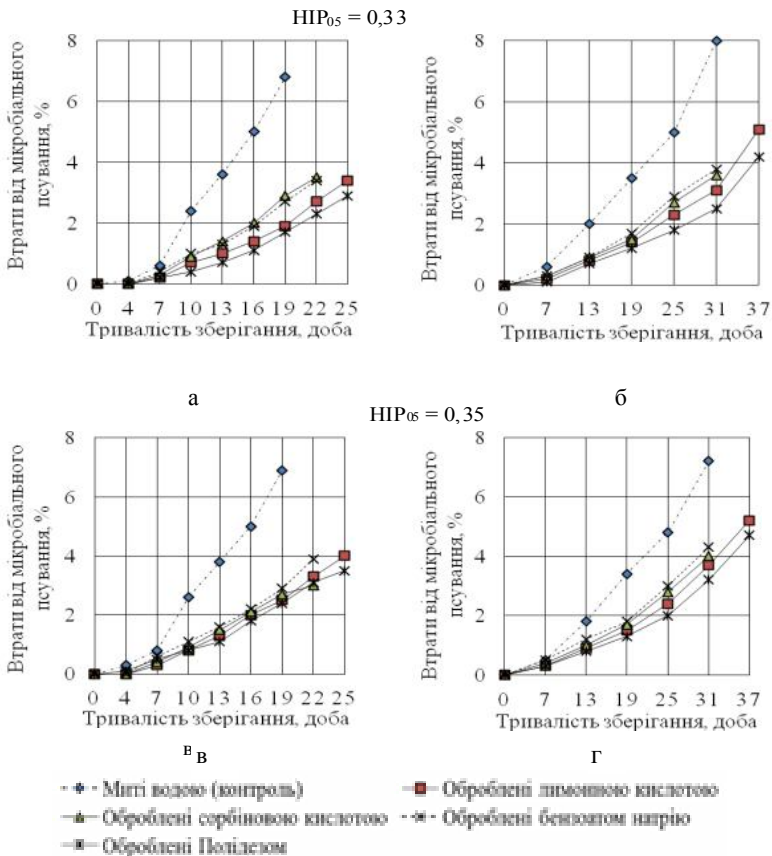 НІР₀₅ = 0,33
Втрати від мікробіального псування, %
8
6
4
2
0
0 4 7 10 13 16 19 22 25
Тривалість зберігання, доба
а
Втрати від мікробіального псування, %
8
6
4
2
0
0 7 13 19 25 31 37
Тривалість зберігання, доба
б
НІР₀₅ = 0,35
Втрати від мікробіального псування, %
8
6
4
2
0
0 4 7 10 13 16 19 22 25
Тривалість зберігання, доба
в в
Втрати від мікробіального псування, %
8
6
4
2
0
0 7 13 19 25 31 37
Тривалість зберігання, доба
г
Миті водою (контроль)
Оброблені лимонною кислотою
Оброблені сорбіновою кислотою
Оброблені бензоатом натрію
Оброблені Полідезом